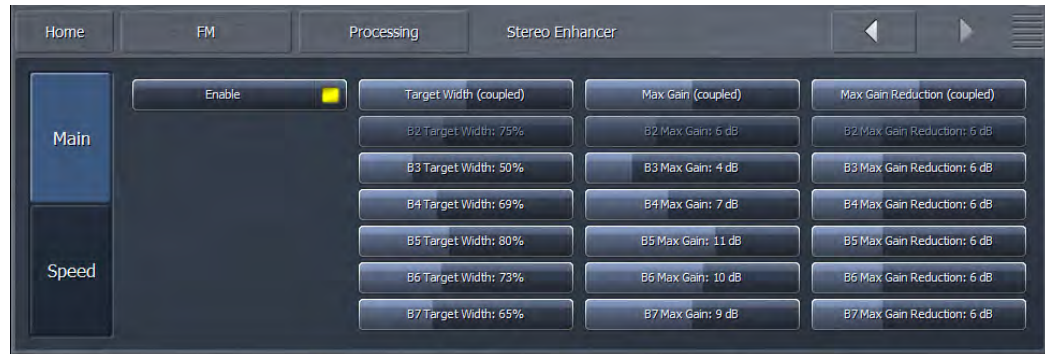 Home FM Processing Stereo Enhancer
Main
Speed
Enable
Target Width (coupled) Max Gain (coupled) Max Gain Reduction (coupled)
B2 Target Width: 75% B2 Max Gain: 6 dB B2 Max Gain Reduction: 6 dB
B3 Target Width: 50% B3 Max Gain: 4 dB B3 Max Gain Reduction: 6 dB
B4 Target Width: 69% B4 Max Gain: 7 dB B4 Max Gain Reduction: 6 dB
B5 Target Width: 80% B5 Max Gain: 11 dB B5 Max Gain Reduction: 6 dB
B6 Target Width: 73% B6 Max Gain: 10 dB B6 Max Gain Reduction: 6 dB
B7 Target Width: 65% B7 Max Gain: 9 dB B7 Max Gain Reduction: 6 dB